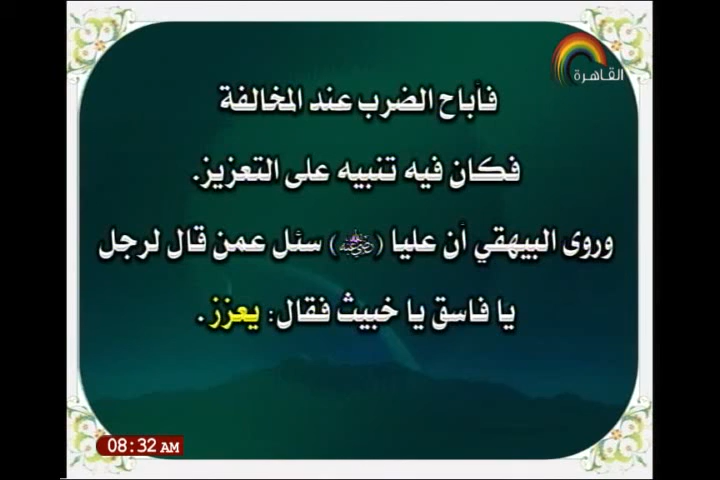 القاهرة
فأباح الضرب عند المخالفة
فكان فيه تنبيه على التعزيز.
وروى البيهقي أن عليا (رضي الله عنه) سئل عمن قال لرجل
يا فاسق يا خبيث فقال: يعزز.
08:32 AM